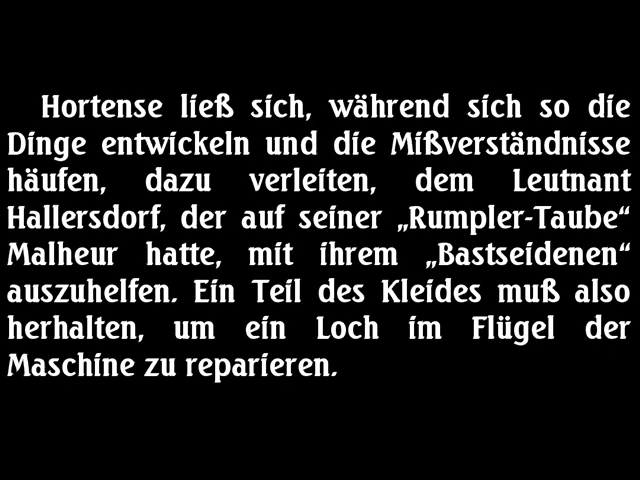 Hortense ließ sich, während sich so die
Dinge entwickeln und die Mißverständnisse
häufen, dazu verleiten, dem Leutnant
Hallersdorf, der auf seiner „Rumpler-Taube“
Malheur hatte, mit ihrem „Bastseidenen“
auszuhelfen. Ein Teil des Kleides muß also
herhalten, um ein Loch im Flügel der
Maschine zu reparieren.